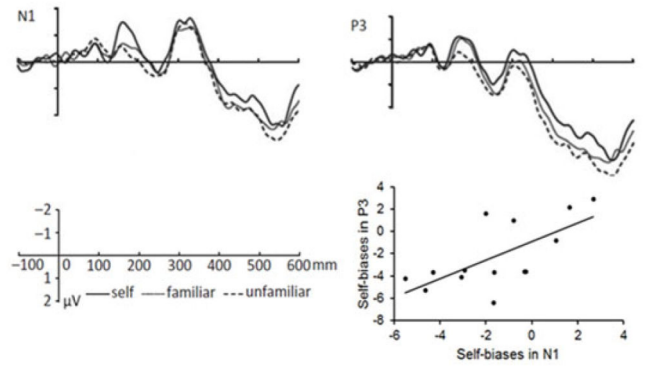 N1
P3
−2
−1
−100 0 100 200 300 400 500 600mm
1
2 μV
self familiar unfamiliar
Self-biases in P3
4
2
0
-2
-4
-6
-8
-6 -4 -2 0 2 4
Self-biases in N1